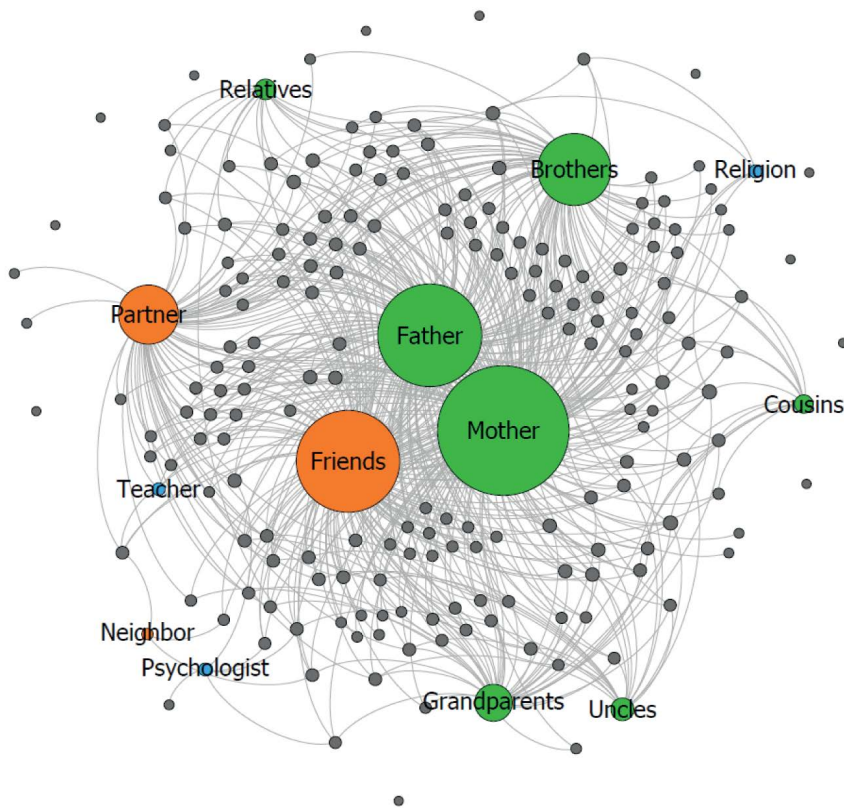 Relatives
Brothers
Religion
Partner
Father
Cousins
Mother
Friends
Teacher
Neighbor
Psychologist
Grandparents
Uncles